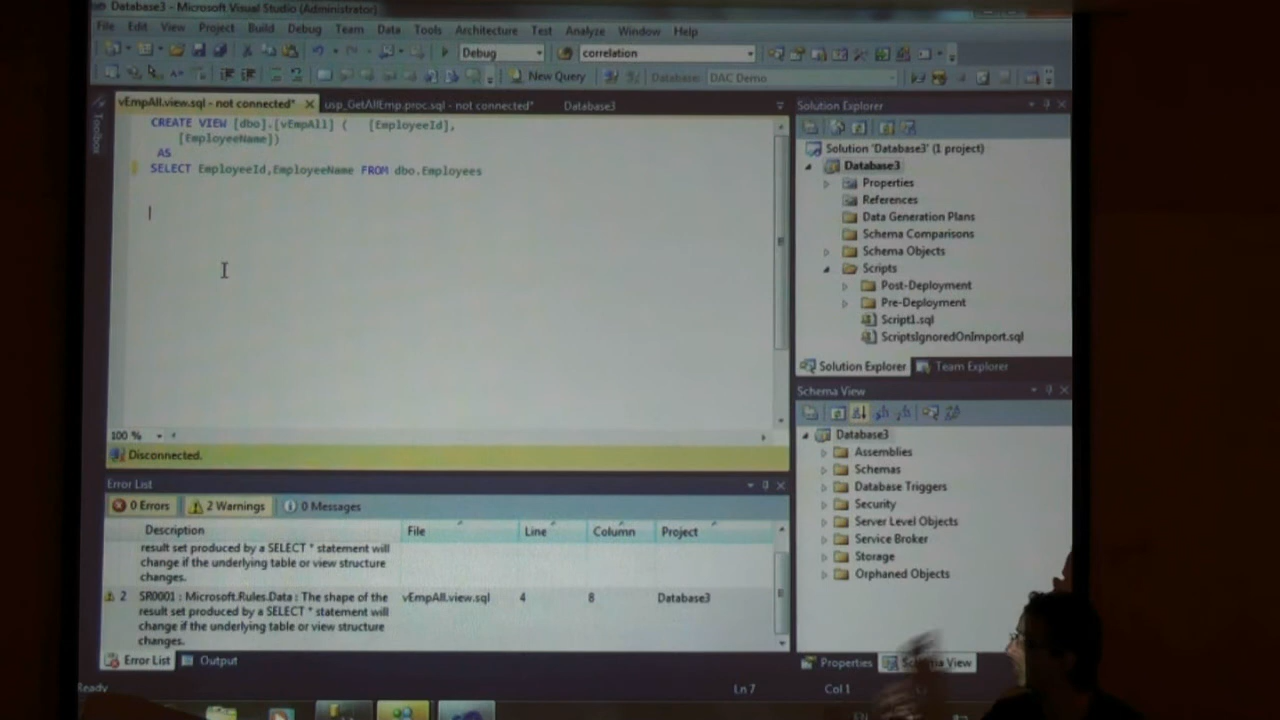 Database3 - Microsoft Visual Studio (Administrator)
File Edit View Project Build Debug Team Data Tools Architecture Test Analyze Window Help
Debug correlation
New Query Database: DAC Demo
vEmpAll.view.sql - not connected* usp_GetAllEmp.proc.sql - not connected* Database3
CREATE VIEW [dbo].[vEmpAll] ( [EmployeeId],
[EmployeeName])
AS
SELECT EmployeeId,EmployeeName FROM dbo.Employees
100 %
Disconnected.
Toolbox
Solution Explorer
Solution 'Database3' (1 project)
Database3
Properties
References
Data Generation Plans
Schema Comparisons
Schema Objects
Scripts
Post-Deployment
Pre-Deployment
Script1.sql
ScriptsIgnoredOnImport.sql
Solution Explorer Team Explorer
Schema View
Database3
Assemblies
Schemas
Database Triggers
Security
Server Level Objects
Service Broker
Storage
Orphaned Objects
Properties Schema View
Error List
0 Errors 2 Warnings 0 Messages
Description File Line Column Project
result set produced by a SELECT * statement will
change if the underlying table or view structure
changes.
2 SR0001 : Microsoft.Rules.Data : The shape of the vEmpAll.view.sql 4 8 Database3
result set produced by a SELECT * statement will
change if the underlying table or view structure
changes.
Error List Output
Ready Ln 7 Col 1